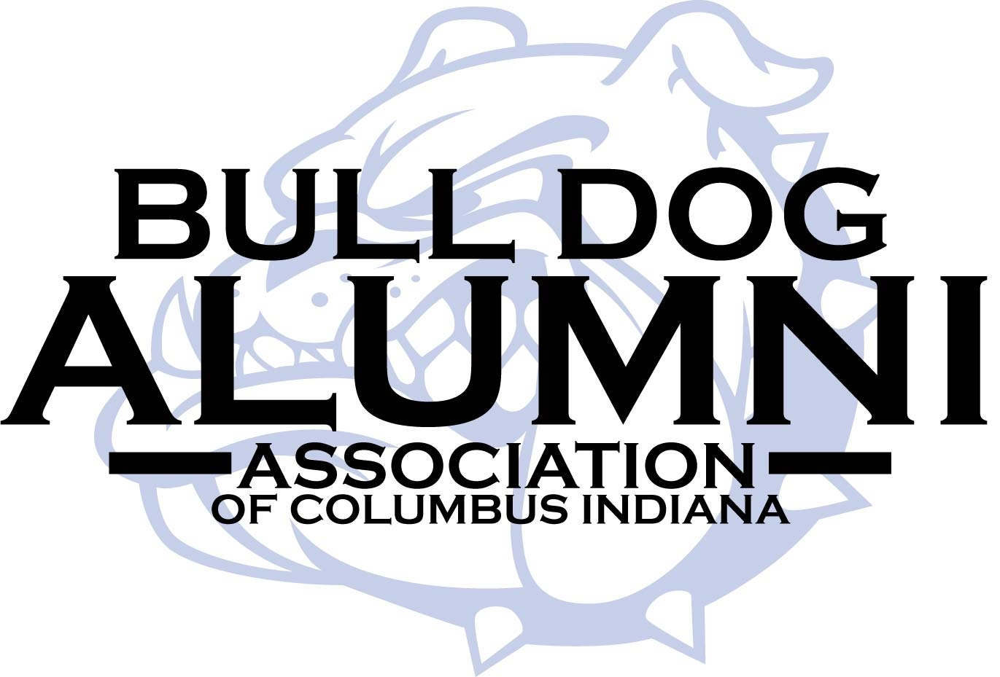 BULL DOG
ALUMNI
ASSOCIATION
OF COLUMBUS INDIANA